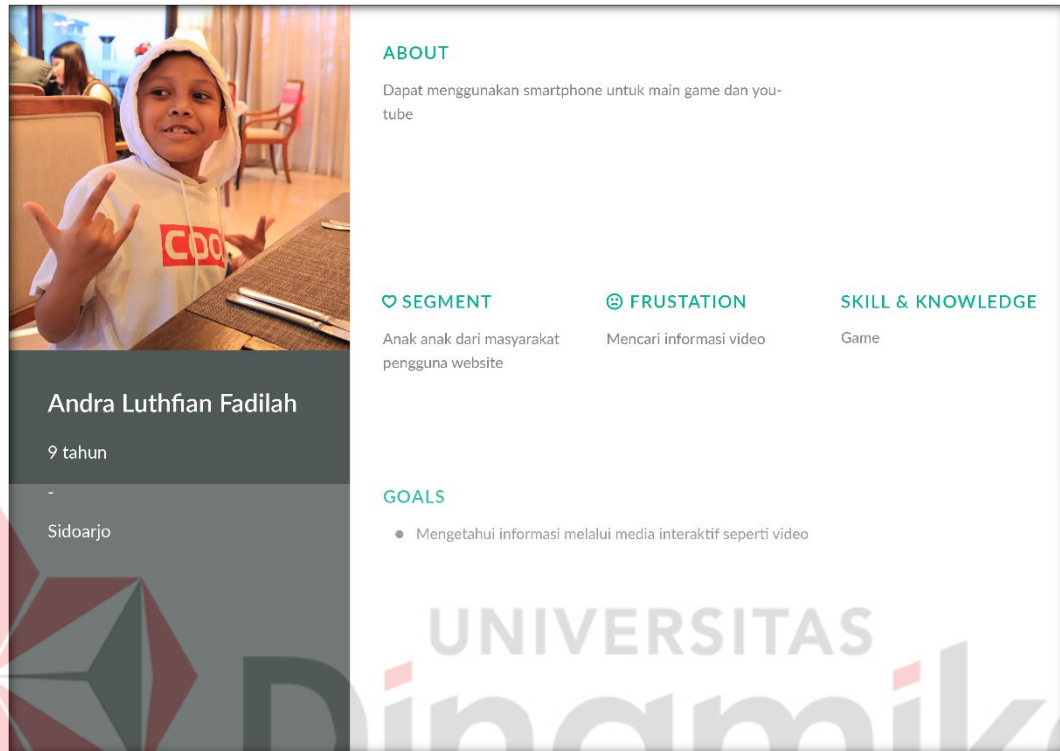 ABOUT
Dapat menggunakan smartphone untuk main game dan you-
tube
SEGMENT
Anak anak dari masyarakat
pengguna website
FRUSTATION
Mencari informasi video
SKILL & KNOWLEDGE
Game
Andra Luthfian Fadilah
9 tahun
-
Sidoarjo
GOALS
Mengetahui informasi melalui media interaktif seperti video
UNIVERSITAS